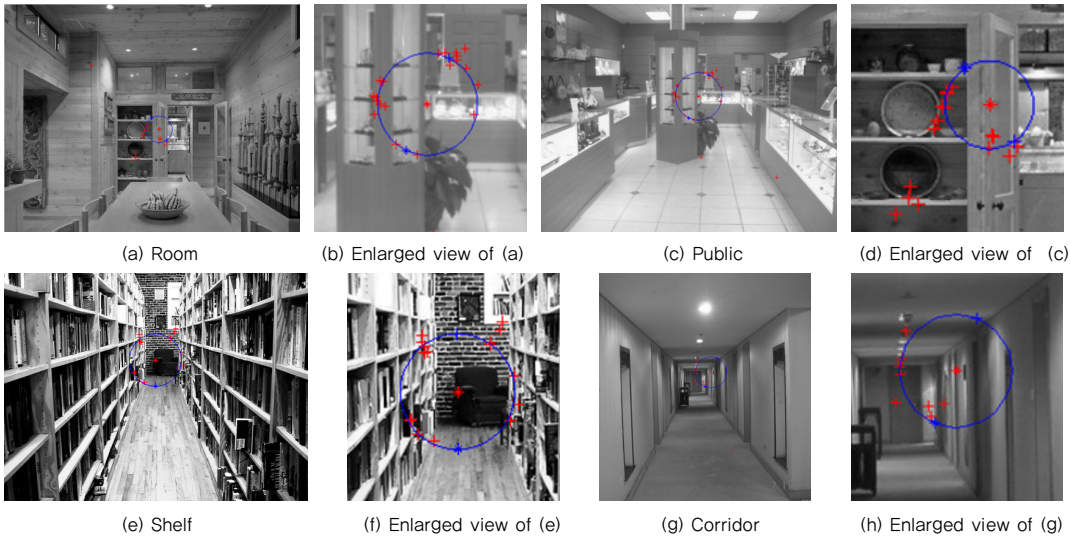 (a) Room
(b) Enlarged view of (a)
(c) Public
(d) Enlarged view of (c)
(e) Shelf
(f) Enlarged view of (e)
(g) Corridor
(h) Enlarged view of (g)